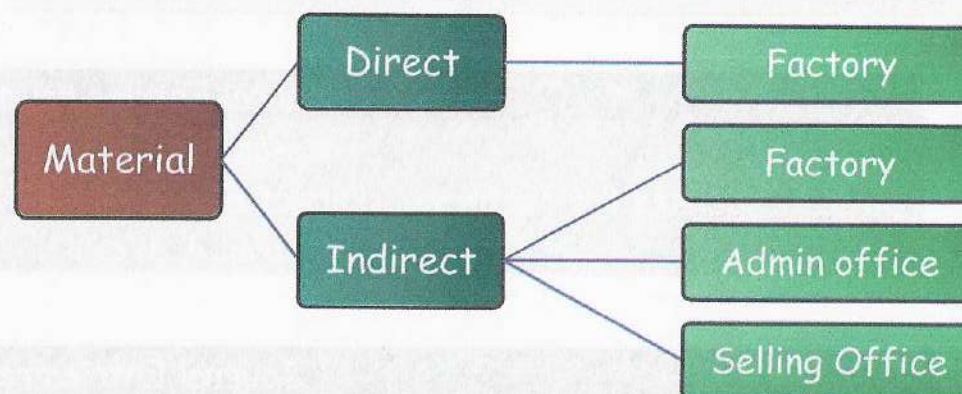 Material
Direct
Indirect
Factory
Factory
Admin office
Selling Office